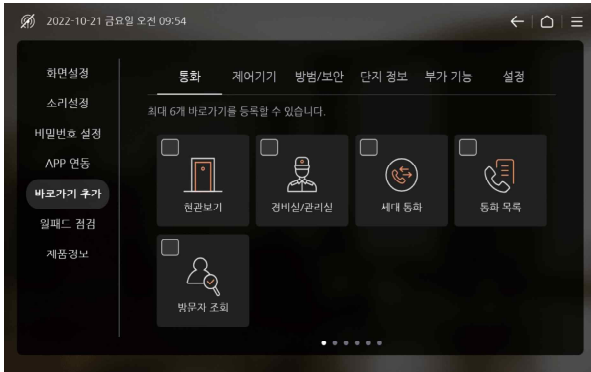 2022-10-21 금요일 오전 09:54
화면설정
소리설정
비밀번호 설정
APP 연동
바로가기 추가
월패드 점검
제품정보
통화 제어기기 방범/보안 단지 정보 부가 기능 설정
최대 6개 바로가기를 등록할 수 있습니다.
현관보기 경비실/관리실 세대 통화 통화 목록
방문자 조회